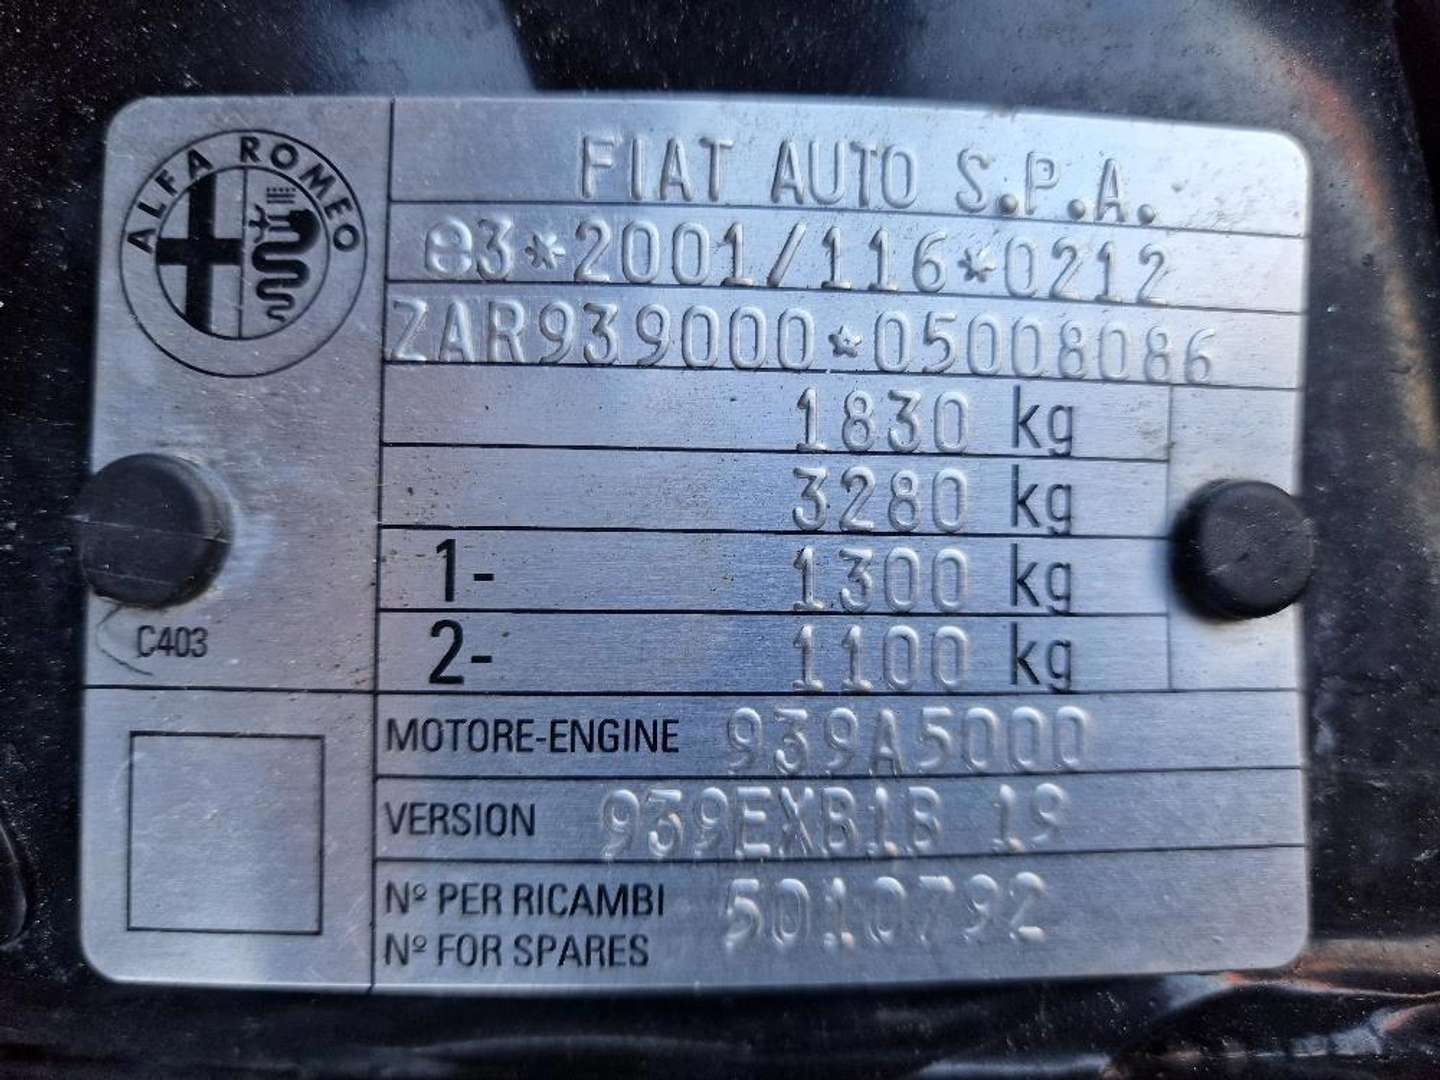 ALFA ROMEO
FIAT AUTO S.P.A.
e3*2001/116*0212
ZAR939000*05008086
1830 kg
3280 kg
1- 1300 kg
2- 1100 kg
C403
MOTORE-ENGINE 939A5000
VERSION 939EXB1B 19
Nº PER RICAMBI 5010792
Nº FOR SPARES